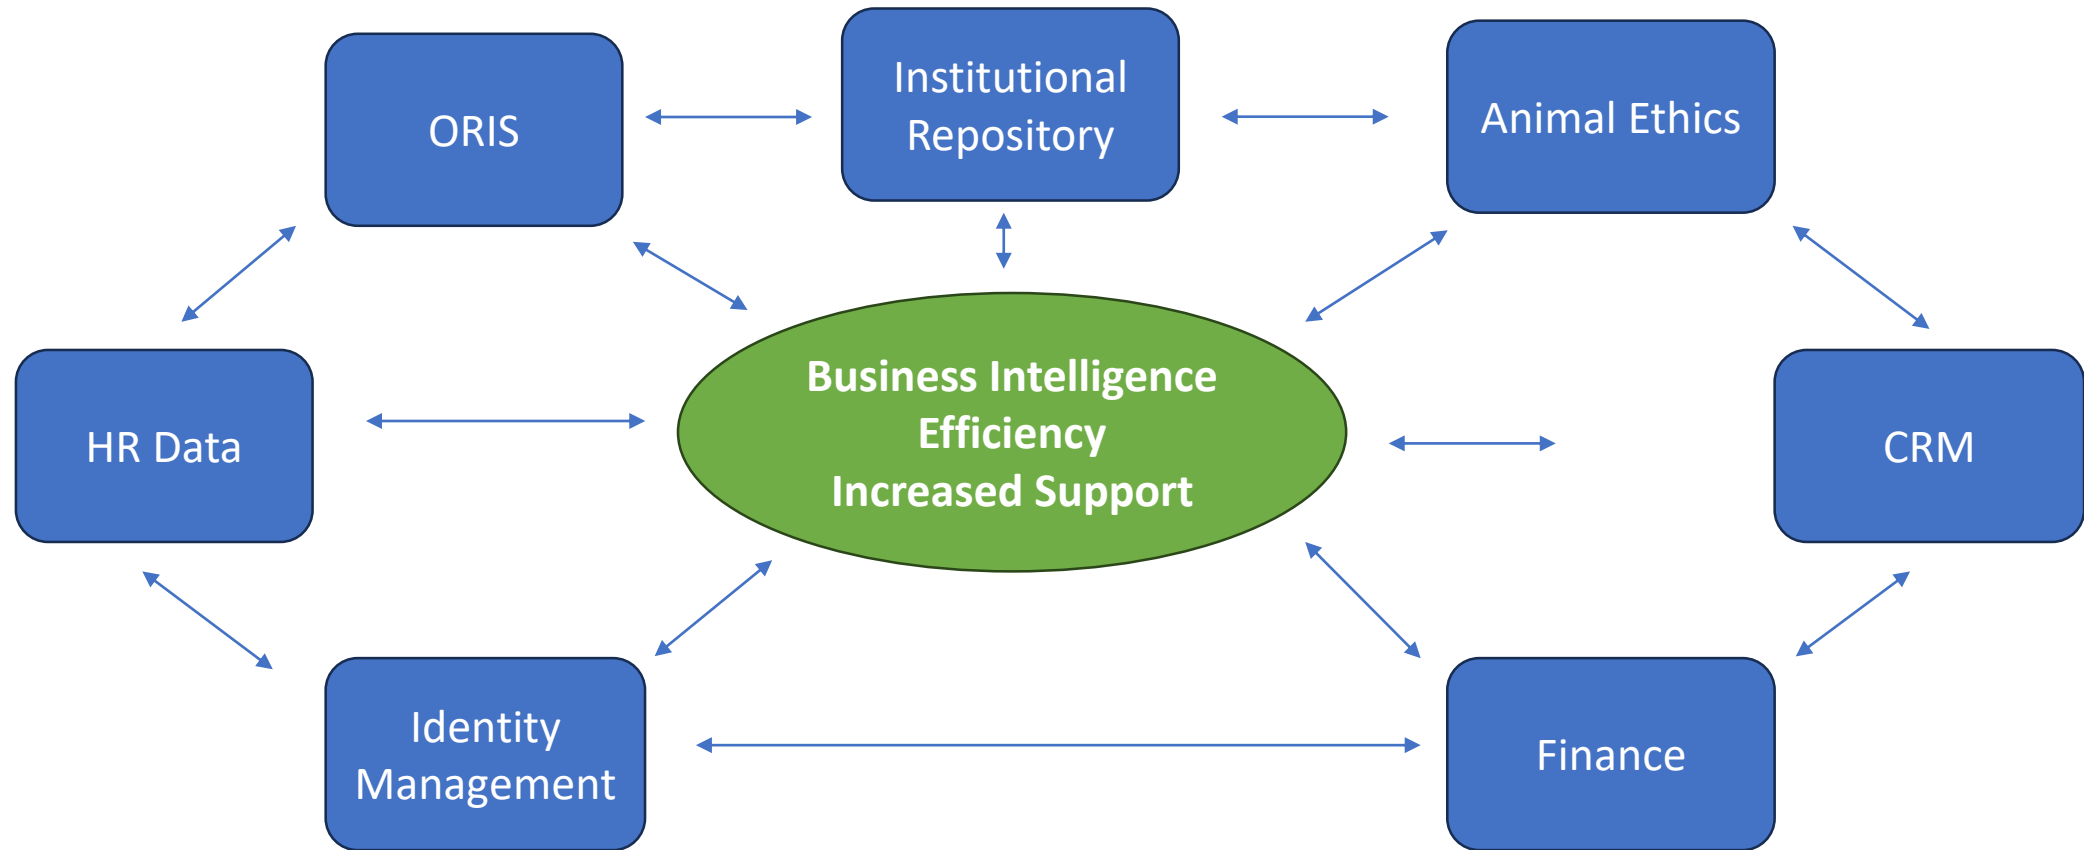 ORIS
Institutional
Repository
Animal Ethics
HR Data
Business Intelligence
Efficiency
Increased Support
CRM
Identity
Management
Finance